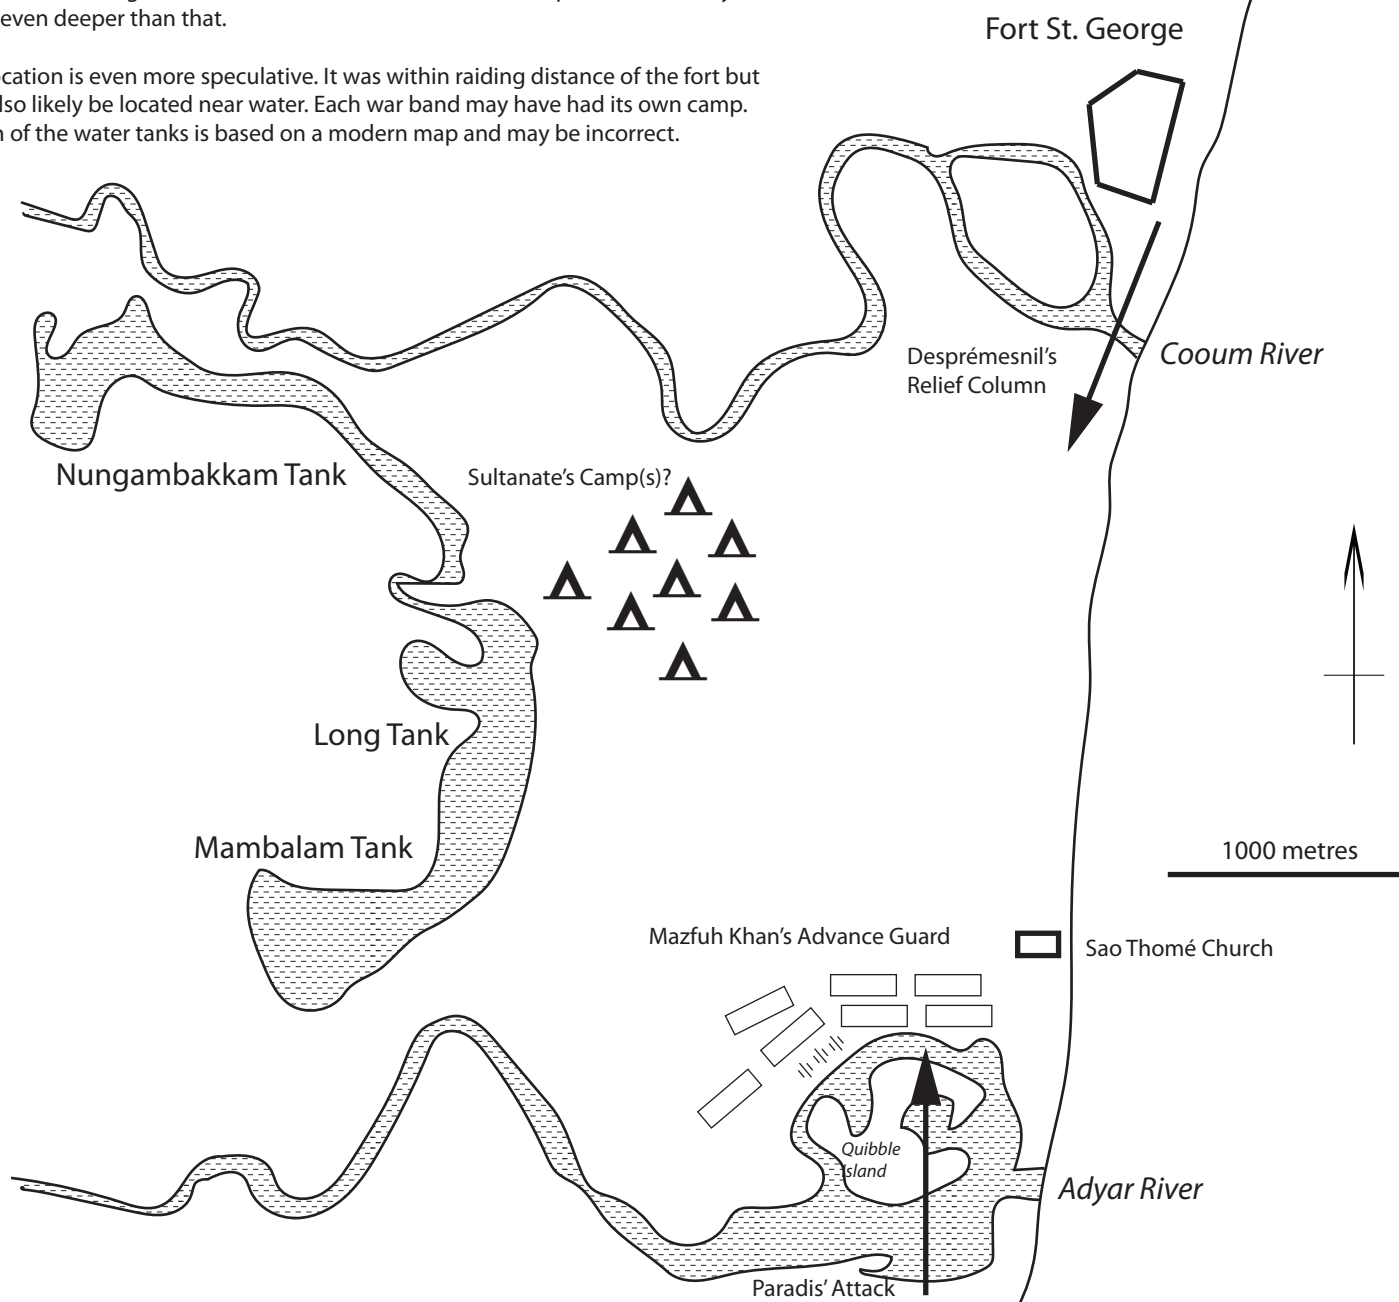 even deeper than that.
Fort St. George
cation is even more speculative. It was within raiding distance of the fort but
lso likely be located near water. Each war band may have had its own camp.
of the water tanks is based on a modern map and may be incorrect.
Desprémesnil's
Relief Column
Cooum River
Nungambakkam Tank
Sultanate's Camp(s)?
Long Tank
Mambalam Tank
1000 metres
Mazfuh Khan's Advance Guard
Sao Thomé Church
Quibble
Island
Adyar River
Paradis' Attack